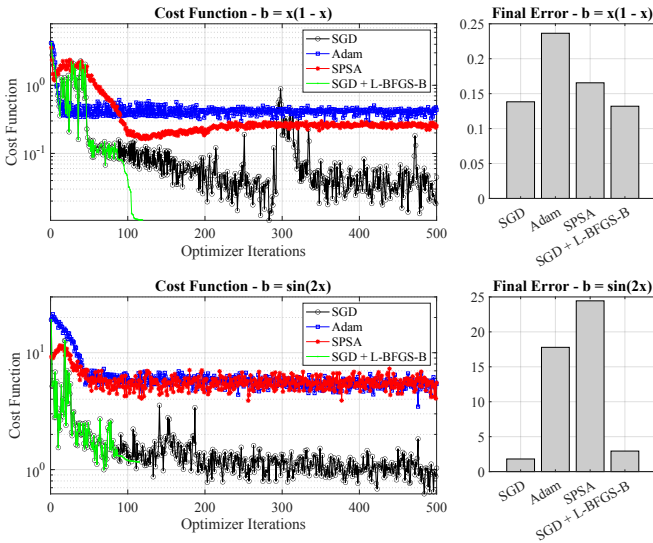 Cost Function - b = x(1 - x)
Cost Function
10^0
10^-1
SGD
Adam
SPSA
SGD + L-BFGS-B
0
100
200
300
400
500
Optimizer Iterations
Final Error - b = x(1 - x)
0.25
0.2
0.15
0.1
0.05
0
SGD
Adam
SPSA
SGD + L-BFGS-B
Cost Function - b = sin(2x)
Cost Function
10^1
10^0
SGD
Adam
SPSA
SGD + L-BFGS-B
0
100
200
300
400
500
Optimizer Iterations
Final Error - b = sin(2x)
25
20
15
10
5
0
SGD
Adam
SPSA
SGD + L-BFGS-B